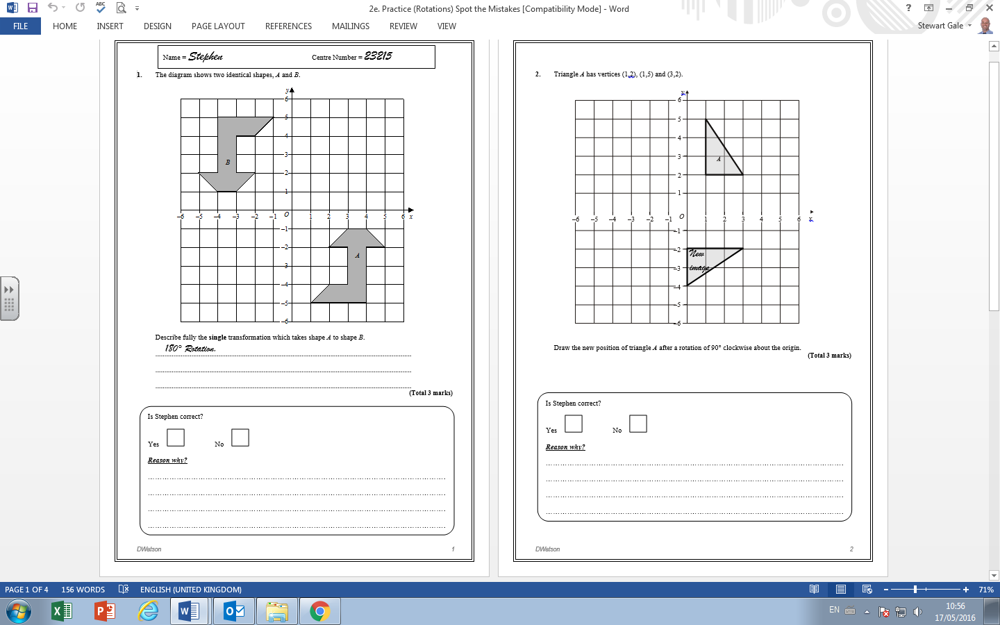 ABC
2e. Practice (Rotations) Spot the Mistakes [Compatibility Mode] - Word
?
FILE HOME INSERT DESIGN PAGE LAYOUT REFERENCES MAILINGS REVIEW VIEW
Stewart Gale
Name = Stephen Centre Number = 23215
1. The diagram shows two identical shapes, A and B.
y
6
5
4
3
2
1
B
–6 –5 –4 –3 –2 –1 O 1 2 3 4 5 6 x
–1
–2
3
–4
–5
–6
A
Describe fully the single transformation which takes shape A to shape B.
180° Rotation.
(Total 3 marks)
Is Stephen correct?
Yes No
Reason why?
DWatson 1
2. Triangle A has vertices (1,2), (1,5) and (3,2).
y
6
5
4
3
2
1
A
–6 –5 –4 –3 –2 –1 O 1 2 3 4 5 6 x
–1
–2
–3
–4
–5
–6
New
image
Draw the new position of triangle A after a rotation of 90° clockwise about the origin.
(Total 3 marks)
Is Stephen correct?
Yes No
Reason why?
DWatson 2
PAGE 1 OF 4 156 WORDS ENGLISH (UNITED KINGDOM) 71%
EN
10:56
17/05/2016